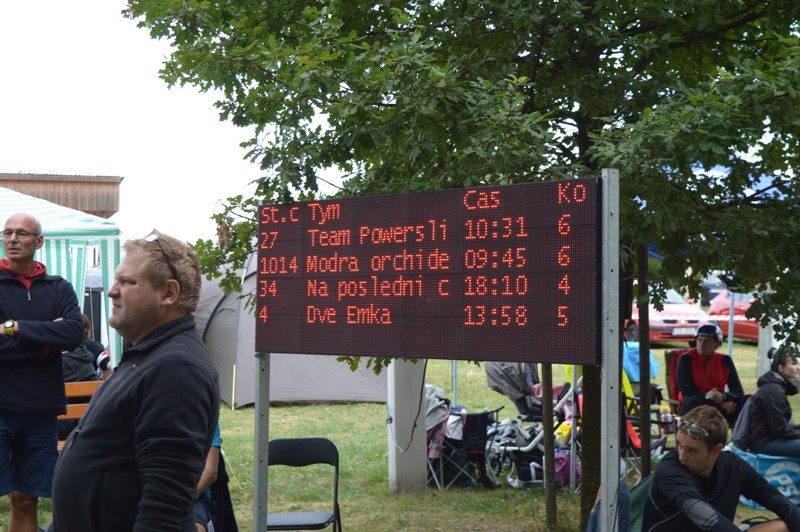 St.c Tym Cas Ko
27 Team Powersli 10:31 6
1014 Modra orchide 09:45 6
34 Na posledni c 18:10 4
4 Dve Emka 13:58 5